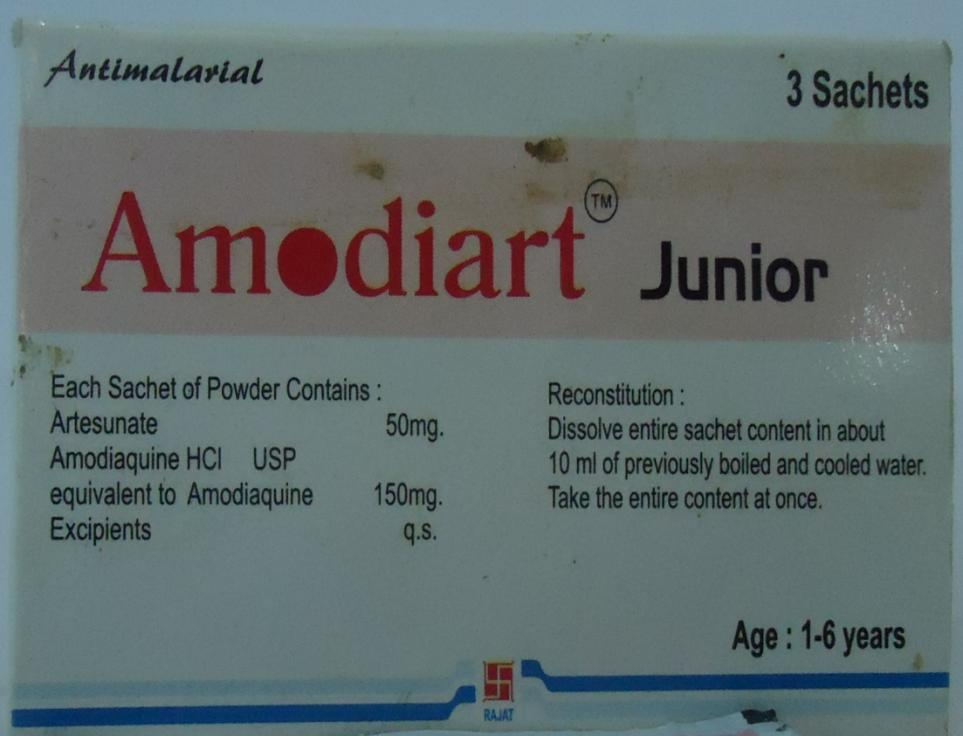 Antimalarial
3 Sachets
Amodiart TM Junior
Each Sachet of Powder Contains :
Artesunate 50mg.
Amodiaquine HCl USP
equivalent to Amodiaquine 150mg.
Excipients q.s.
Reconstitution :
Dissolve entire sachet content in about
10 ml of previously boiled and cooled water.
Take the entire content at once.
Age : 1-6 years
RAJAT